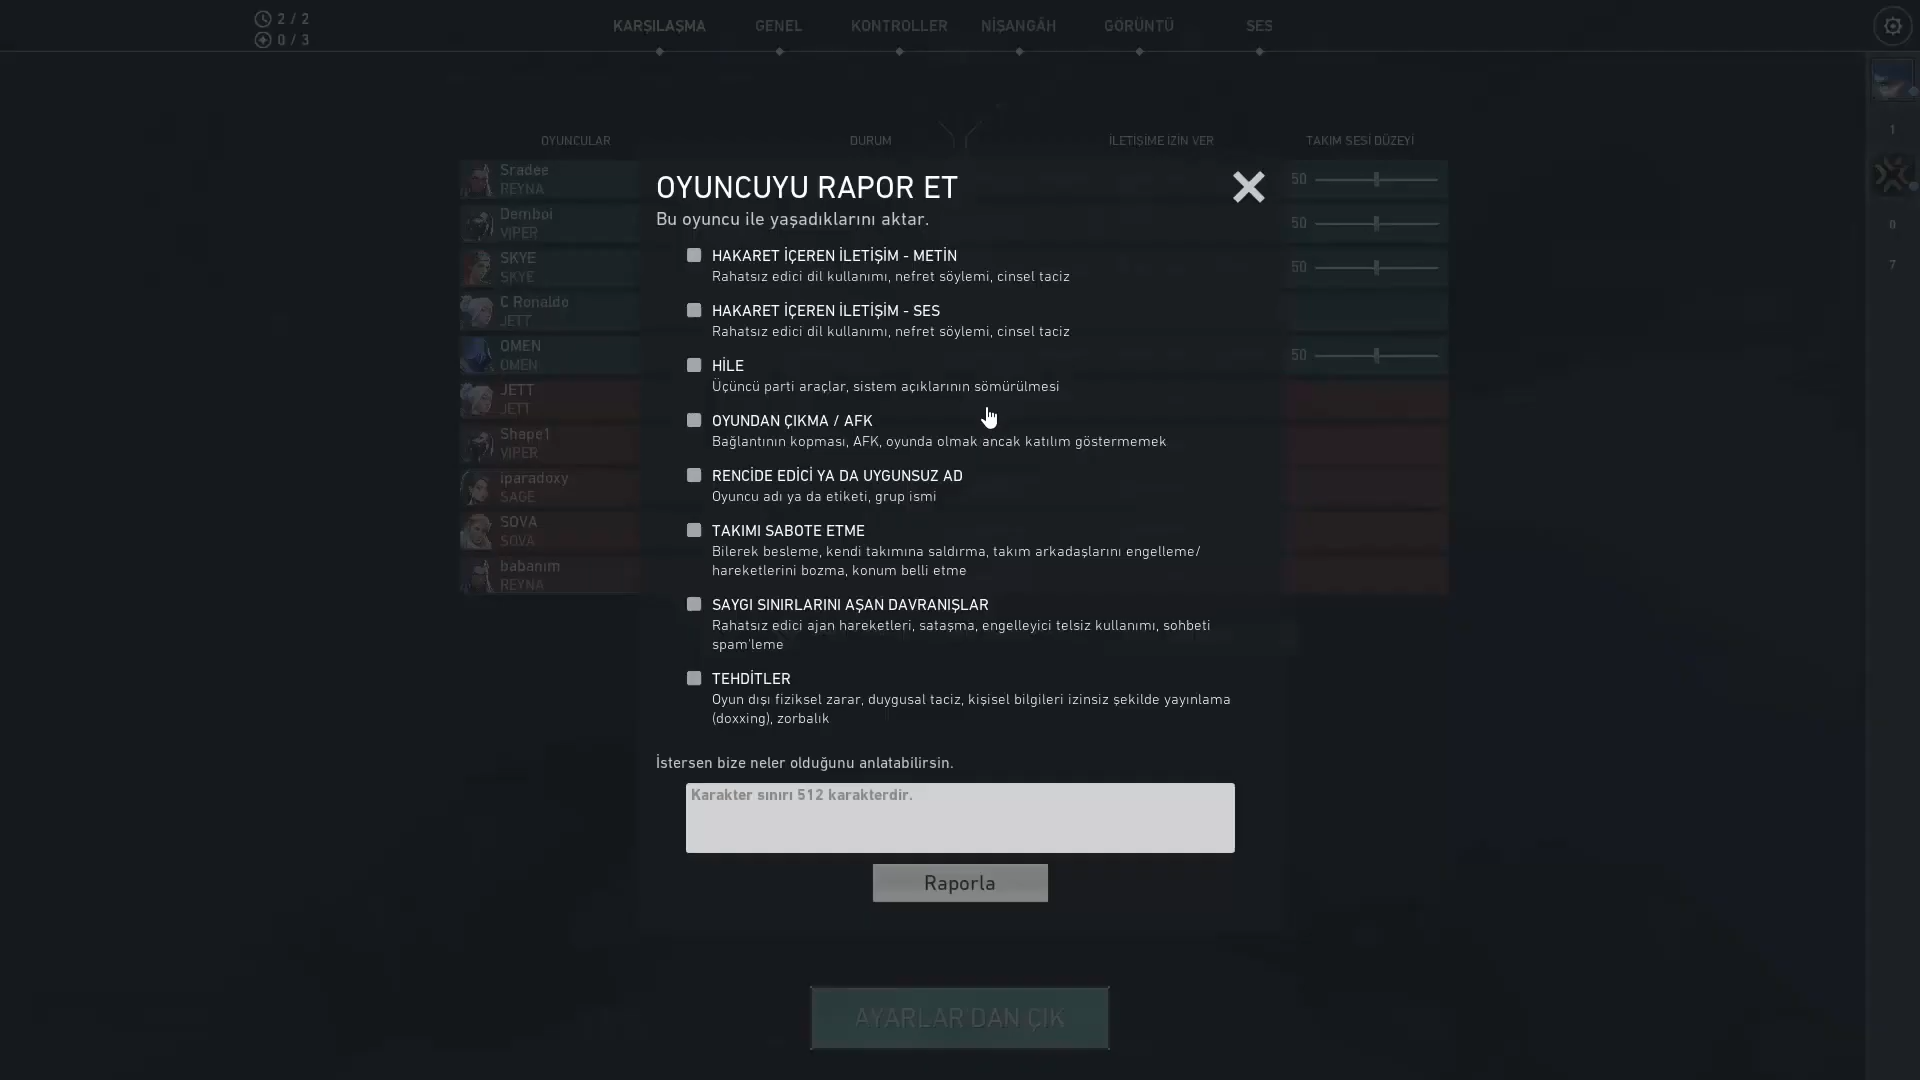 2 / 2
0 / 3
KARŞILAŞMA GENEL KONTROLLER NİŞANGÂH GÖRÜNTÜ SES
OYUNCULAR DURUM İLETİŞİME İZİN VER TAKIM SESİ DÜZEYİ
Sradee
REYNA
50
Demboi
VIPER
50
SKYE
SKYE
50
C Ronaldo
JETT
OMEN
OMEN
50
JETT
JETT
Shape1
VIPER
iparadoxy
SAGE
SOVA
SOVA
babanım
REYNA
1
0
7
OYUNCUYU RAPOR ET
Bu oyuncu ile yaşadıklarını aktar.
HAKARET İÇEREN İLETİŞİM - METİN
Rahatsız edici dil kullanımı, nefret söylemi, cinsel taciz
HAKARET İÇEREN İLETİŞİM - SES
Rahatsız edici dil kullanımı, nefret söylemi, cinsel taciz
HİLE
Üçüncü parti araçlar, sistem açıklarının sömürülmesi
OYUNDAN ÇIKMA / AFK
Bağlantının kopması, AFK, oyunda olmak ancak katılım göstermemek
RENCİDE EDİCİ YA DA UYGUNSUZ AD
Oyuncu adı ya da etiketi, grup ismi
TAKIMI SABOTE ETME
Bilerek besleme, kendi takımına saldırma, takım arkadaşlarını engelleme/
hareketlerini bozma, konum belli etme
SAYGI SINIRLARINI AŞAN DAVRANIŞLAR
Rahatsız edici ajan hareketleri, sataşma, engelleyici telsiz kullanımı, sohbeti
spam'leme
TEHDİTLER
Oyun dışı fiziksel zarar, duygusal taciz, kişisel bilgileri izinsiz şekilde yayınlama
(doxxing), zorbalık
İstersen bize neler olduğunu anlatabilirsin.
Karakter sınırı 512 karakterdir.
Raporla
AYARLAR'DAN ÇIK